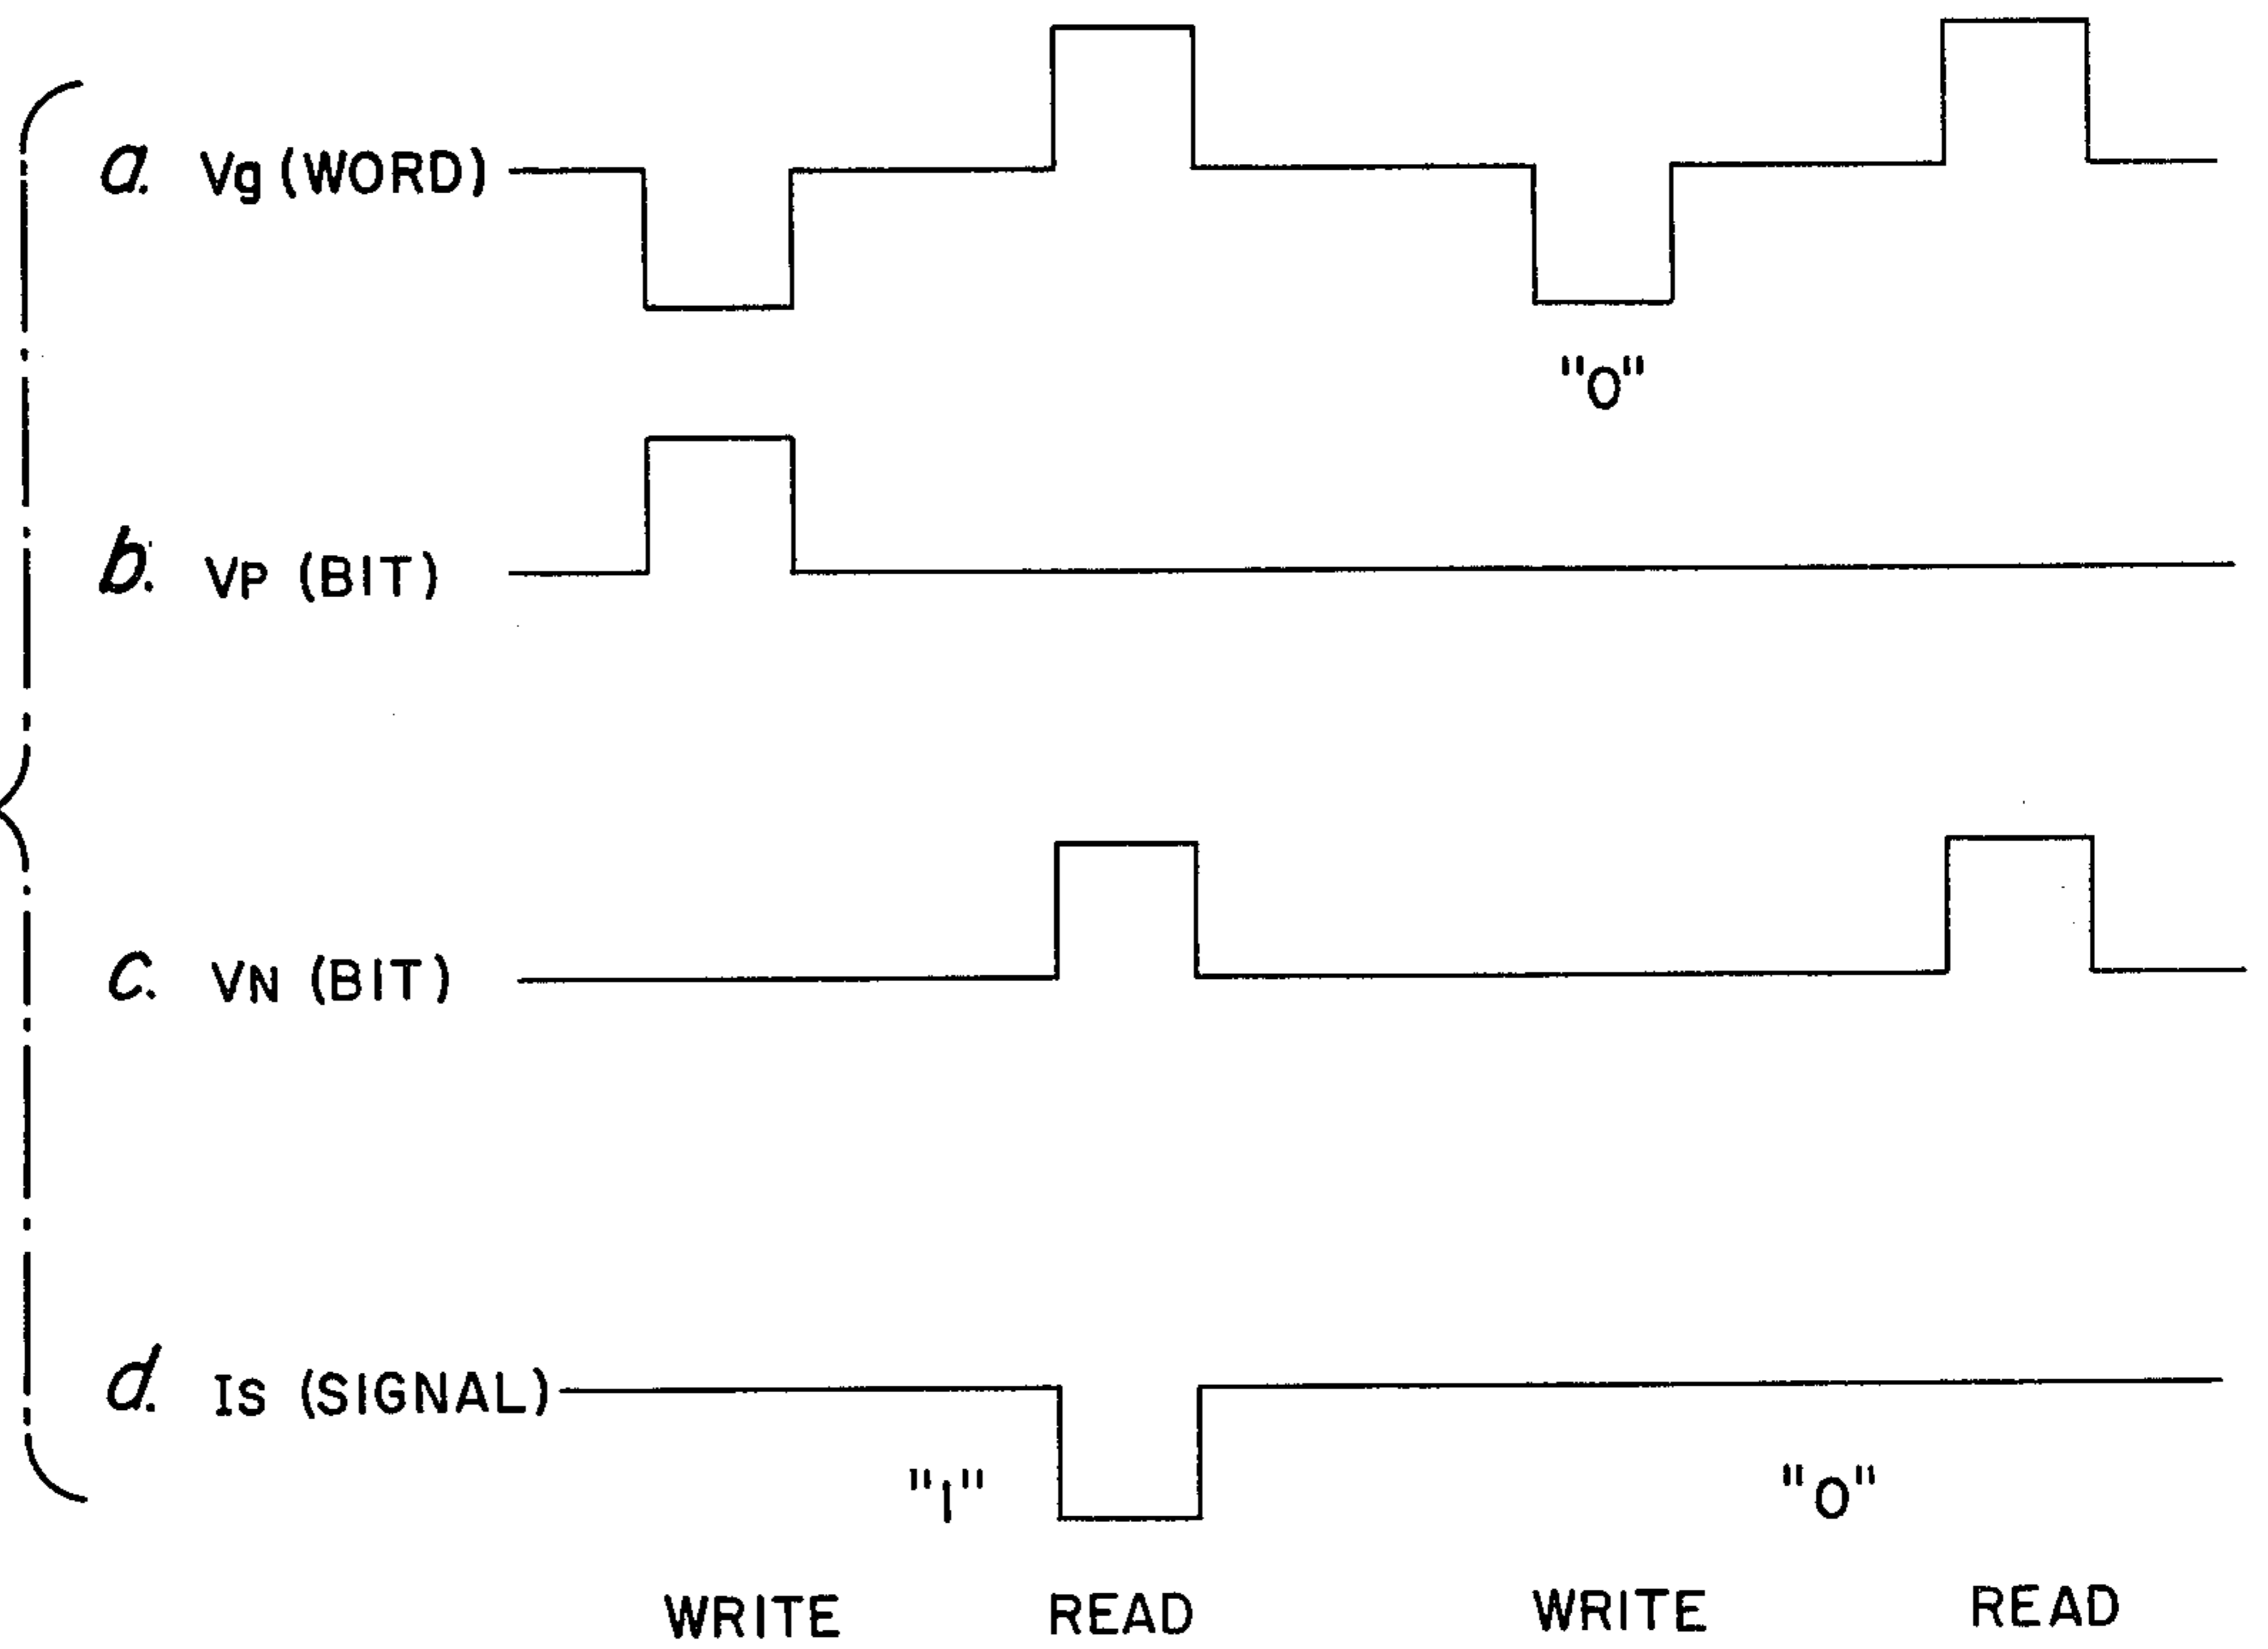 a. Vg (WORD)
"0"
b. VP (BIT)
c. VN (BIT)
d. IS (SIGNAL)
"1" "0"
WRITE READ WRITE READ